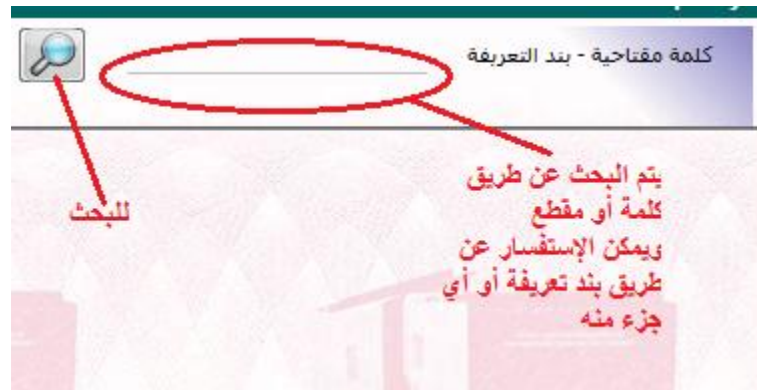 كلمة مفتاحية - بند التعريفة
يتم البحث عن طريق
كلمة أو مقطع
ويمكن الإستفسار عن
طريق بند تعريفة أو أي
جزء منه
للبحث